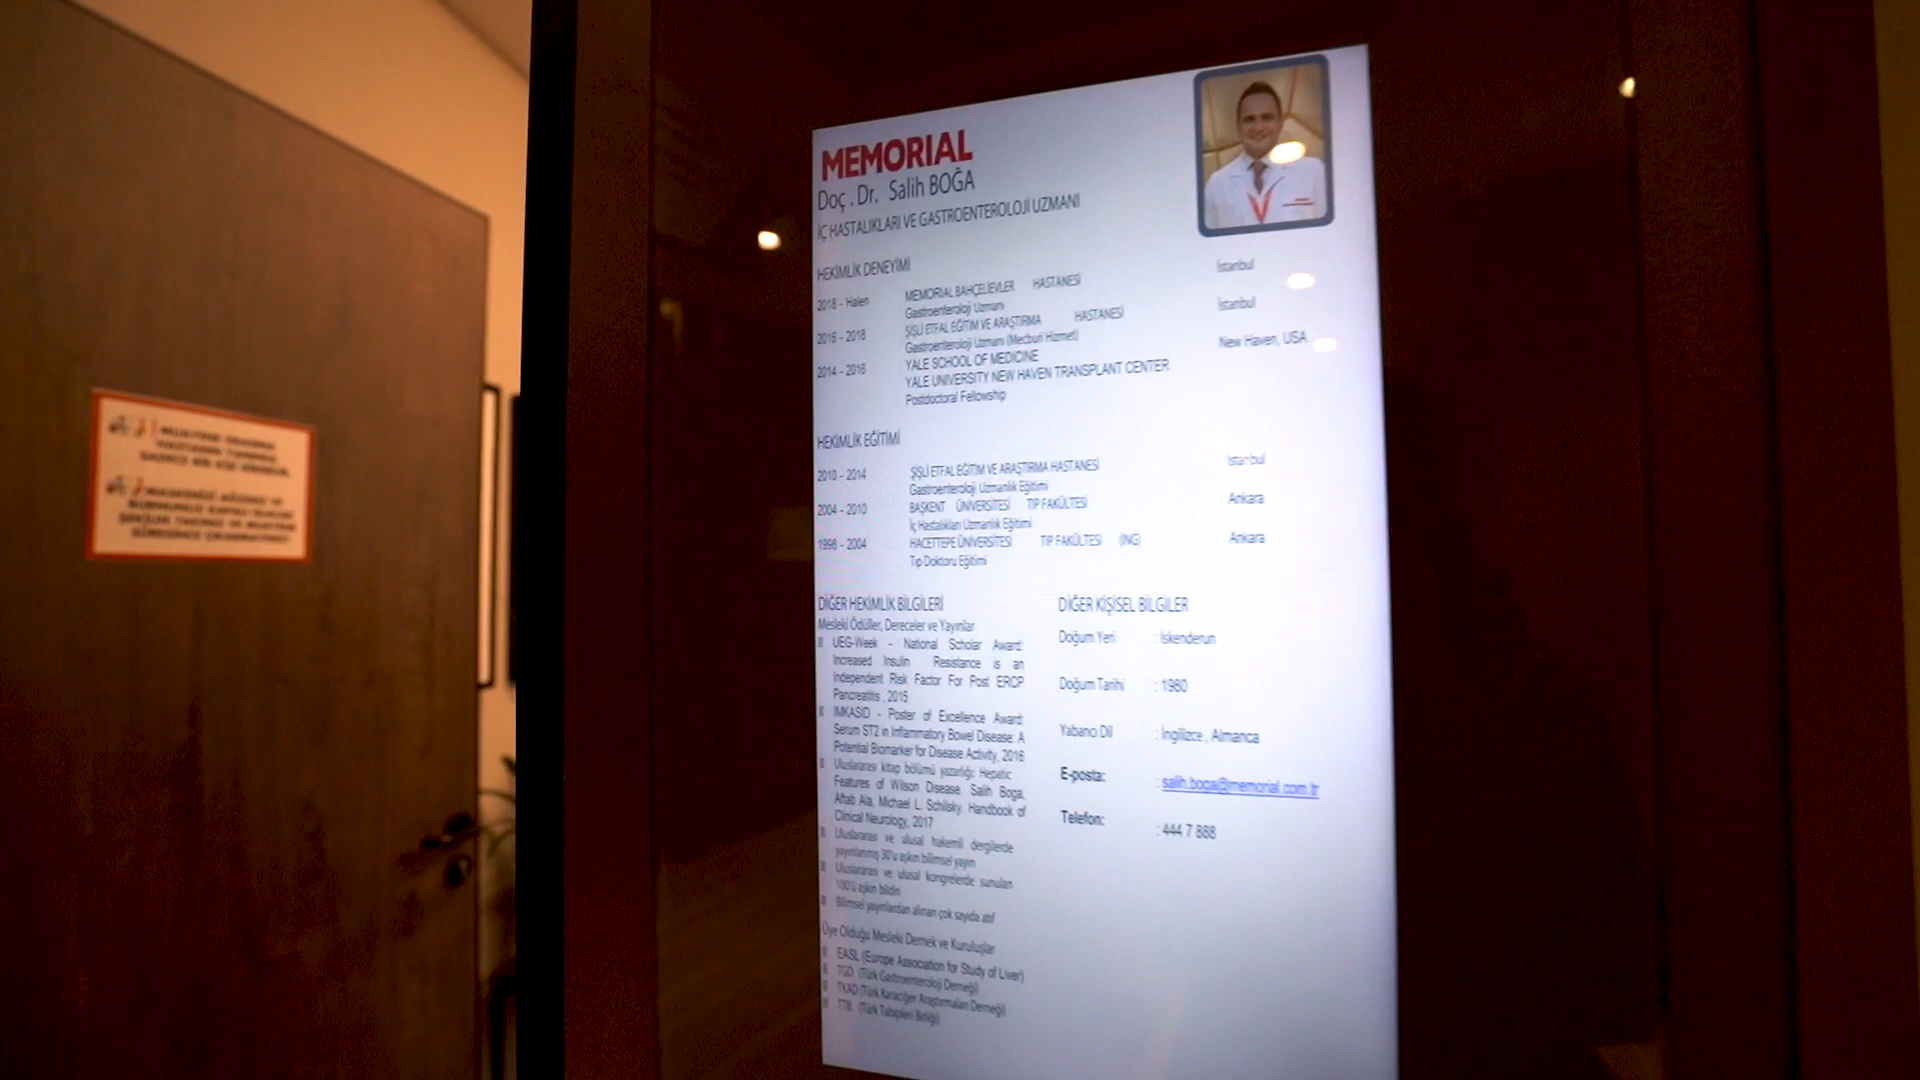 MEMORIAL
Doç . Dr. Salih BOĞA
İÇ HASTALIKLARI VE GASTROENTEROLOJİ UZMANI
HEKİMLİK DENEYİMİ
2018 - Halen
MEMORIAL BAHÇELİEVLER HASTANESİ
İstanbul
Gastroenteroloji Uzmanı
2016 - 2018
ŞİŞLİ ETFAL EĞİTİM VE ARAŞTIRMA HASTANESİ
İstanbul
Gastroenteroloji Uzmanı (Mecburi Hizmet)
2014 - 2016
YALE SCHOOL OF MEDICINE
New Haven, USA
YALE UNIVERSITY NEW HAVEN TRANSPLANT CENTER
Postdoctoral Fellowship
HEKİMLİK EĞİTİMİ
2010 - 2014
ŞİŞLİ ETFAL EĞİTİM VE ARAŞTIRMA HASTANESİ
İstanbul
Gastroenteroloji Uzmanlık Eğitimi
2004 - 2010
BAŞKENT ÜNİVERSİTESİ TIP FAKÜLTESİ
Ankara
İç Hastalıkları Uzmanlık Eğitimi
1998 - 2004
HACETTEPE ÜNİVERSİTESİ TIP FAKÜLTESİ (İNG)
Ankara
Tıp Doktoru Eğitimi
DİĞER HEKİMLİK BİLGİLERİ
Mesleki Ödüller, Dereceler ve Yayınlar
UEG-Week - National Scholar Award:
Increased Insulin Resistance is an
Independent Risk Factor For Post ERCP
Pancreatitis , 2015
IMKASID - Poster of Excellence Award:
Serum ST2 in Inflammatory Bowel Disease: A
Potential Biomarker for Disease Activity, 2016
Uluslararası kitap bölümü yazarlığı: Hepatic
Features of Wilson Disease. Salih Boga,
Aftab Ala, Michael L. Schilsky. Handbook of
Clinical Neurology, 2017
Uluslararası ve ulusal hakemli dergilerde
yayınlanmış 30'u aşkın bilimsel yayın
Uluslararası ve ulusal kongrelerde sunulan
100'ü aşkın bildiri
Bilimsel yayınlardan alınan çok sayıda atıf
Üye Olduğu Mesleki Dernek ve Kuruluşlar
EASL (Europe Association for Study of Liver)
TGD (Türk Gastroenteroloji Derneği)
TKAD (Türk Karaciğer Araştırmaları Derneği)
TTB (Türk Tabipleri Birliği)
DİĞER KİŞİSEL BİLGİLER
Doğum Yeri : İskenderun
Doğum Tarihi : 1980
Yabancı Dil : İngilizce , Almanca
E-posta: : salih.boga@memorial.com.tr
Telefon: : 444 7 888